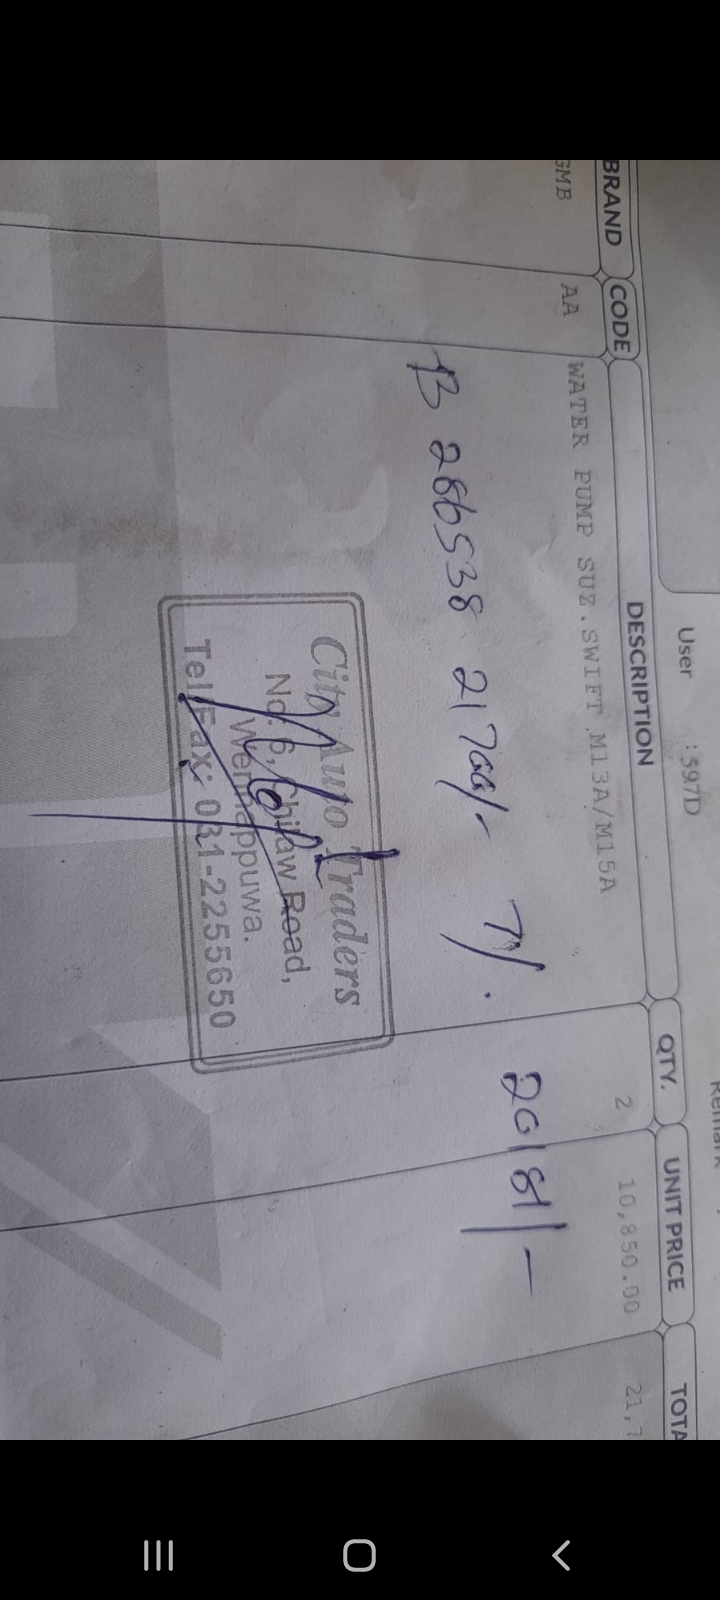 Remark
User : 597D
BRAND CODE DESCRIPTION QTY. UNIT PRICE TOTA
GMB AA WATER PUMP SUZ.SWIFT M13A/M15A 2 10,850.00 21,7
B 286538 21700/- 7%. 20181/-
City Auto Traders
No. 6, Chilaw Road,
Wennappuwa.
Tel/Fax: 031-2255650